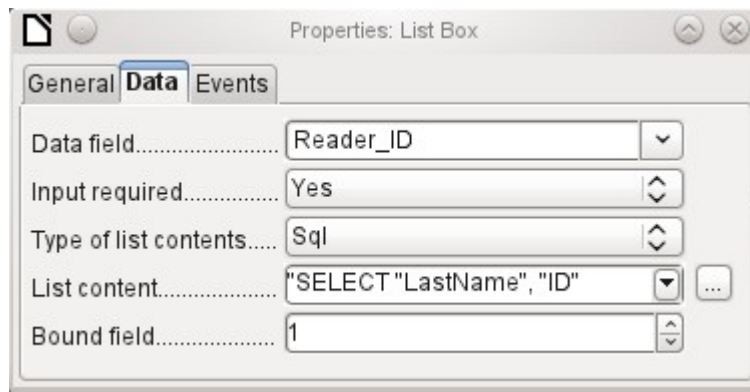 Properties: List Box
General Data Events
Data field....................... Reader_ID
Input required................ Yes
Type of list contents..... Sql
List content.................... "SELECT "LastName", "ID" ...
Bound field.................... 1